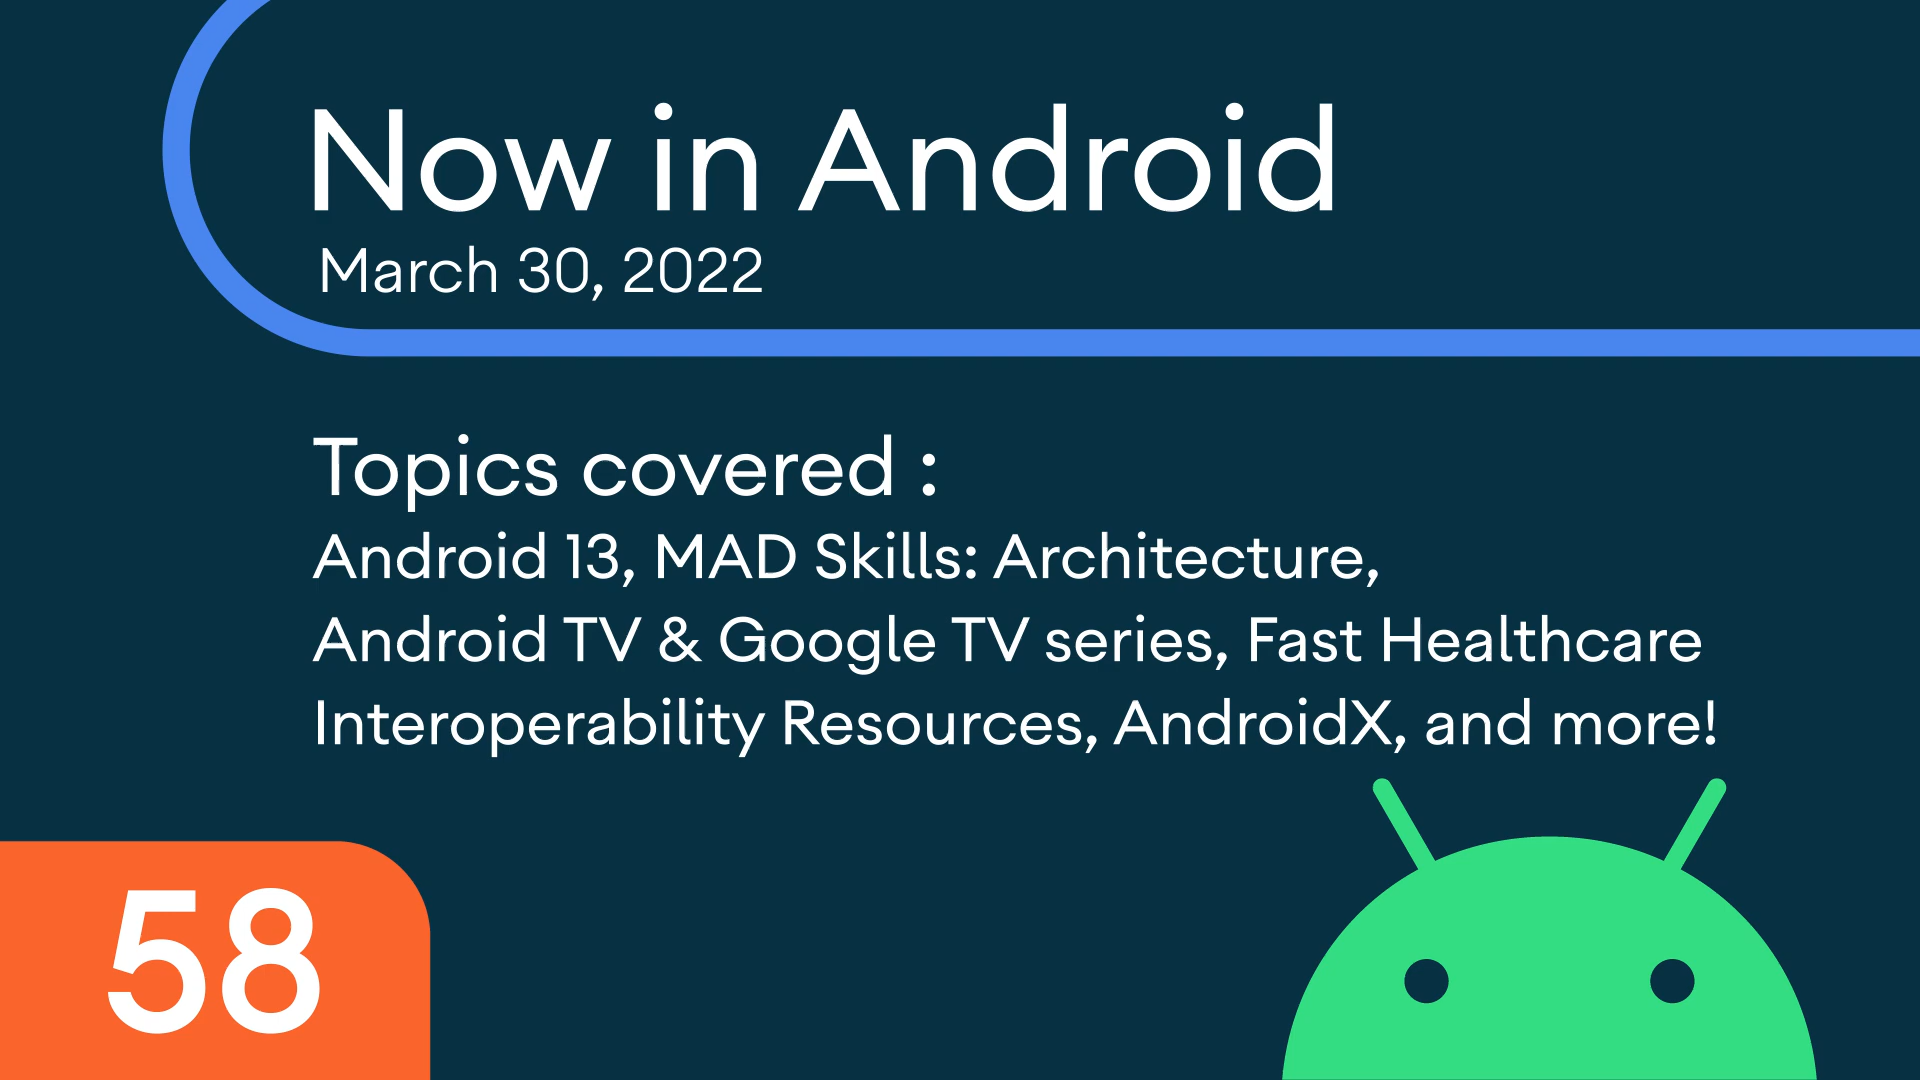 Now in Android
March 30, 2022
Topics covered :
Android 13, MAD Skills: Architecture,
Android TV & Google TV series, Fast Healthcare
Interoperability Resources, AndroidX, and more!
58